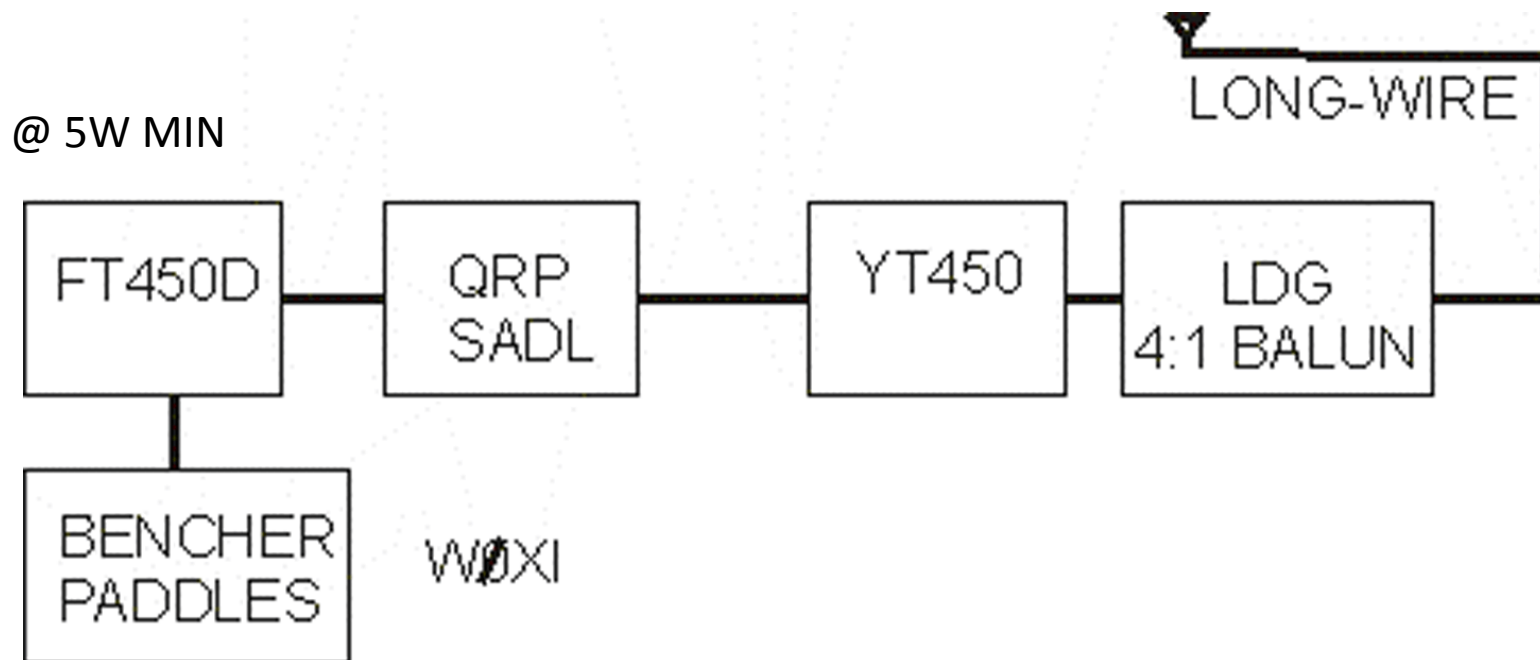 LONG-WIRE
@ 5W MIN
FT450D
QRP
SADL
YT450
LDG
4:1 BALUN
BENCHER
PADDLES
WØXI